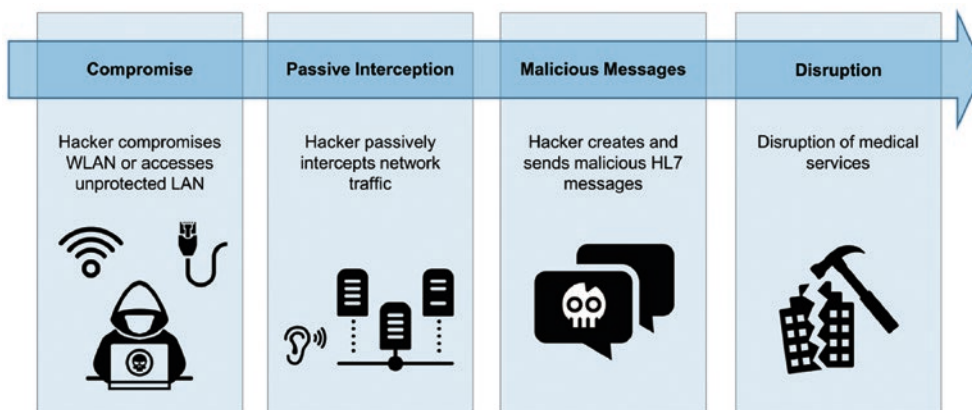 Compromise
Passive Interception
Malicious Messages
Disruption
Hacker compromises
WLAN or accesses
unprotected LAN
Hacker passively
intercepts network
traffic
Hacker creates and
sends malicious HL7
messages
Disruption of medical
services